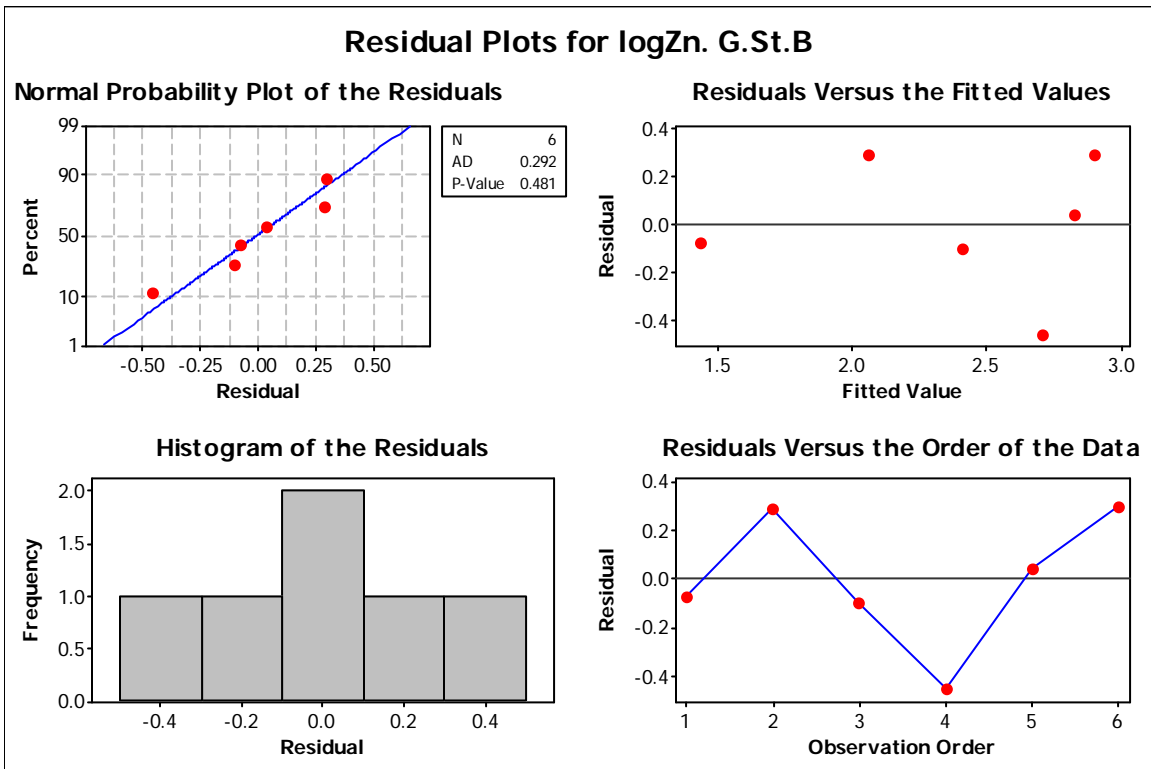 Residual Plots for logZn. G.St.B
Normal Probability Plot of the Residuals
99
90
50
10
1
Percent
-0.50 -0.25 0.00 0.25 0.50
Residual
N 6
AD 0.292
P-Value 0.481
Residuals Versus the Fitted Values
0.4
0.2
0.0
-0.2
-0.4
Residual
1.5 2.0 2.5 3.0
Fitted Value
Histogram of the Residuals
2.0
1.5
1.0
0.5
0.0
Frequency
-0.4 -0.2 0.0 0.2 0.4
Residual
Residuals Versus the Order of the Data
0.4
0.2
0.0
-0.2
-0.4
Residual
1 2 3 4 5 6
Observation Order